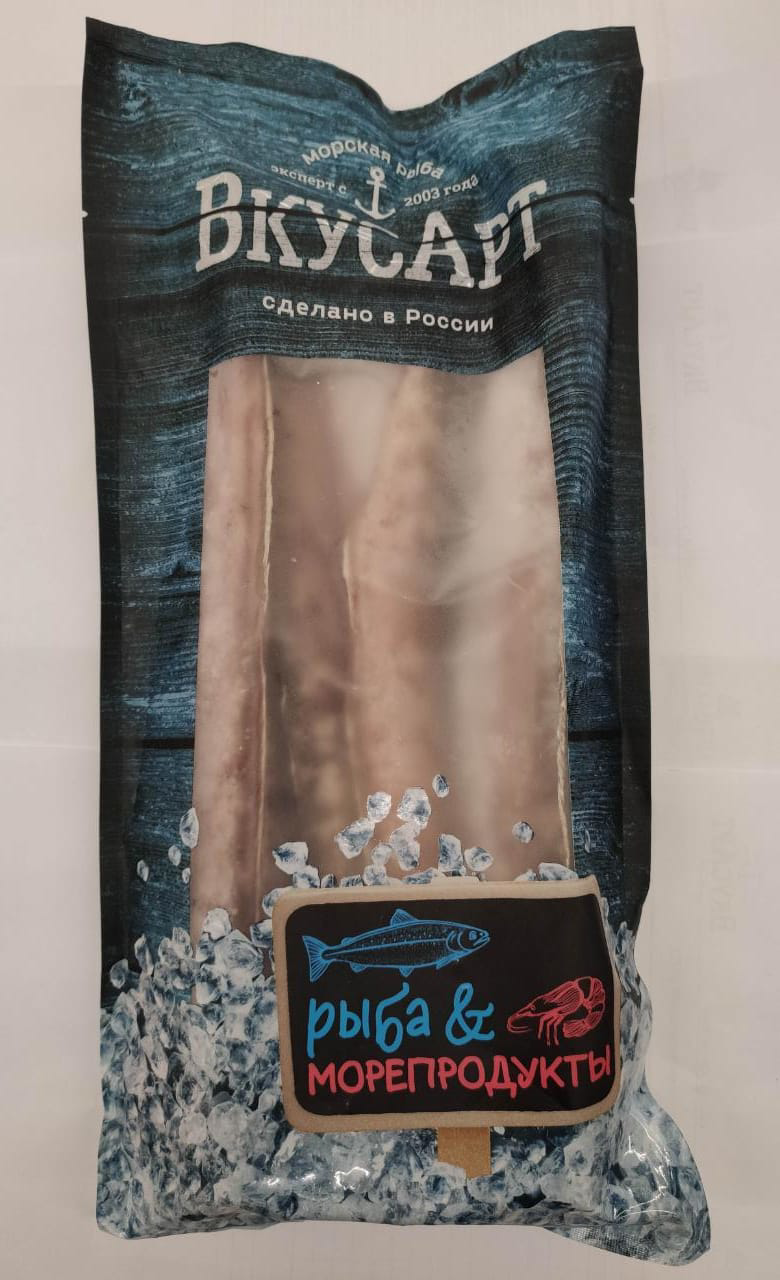 морская рыба
эксперт с 2003 года
ВКУСАРТ
сделано в России
рыба &
МОРЕПРОДУКТЫ